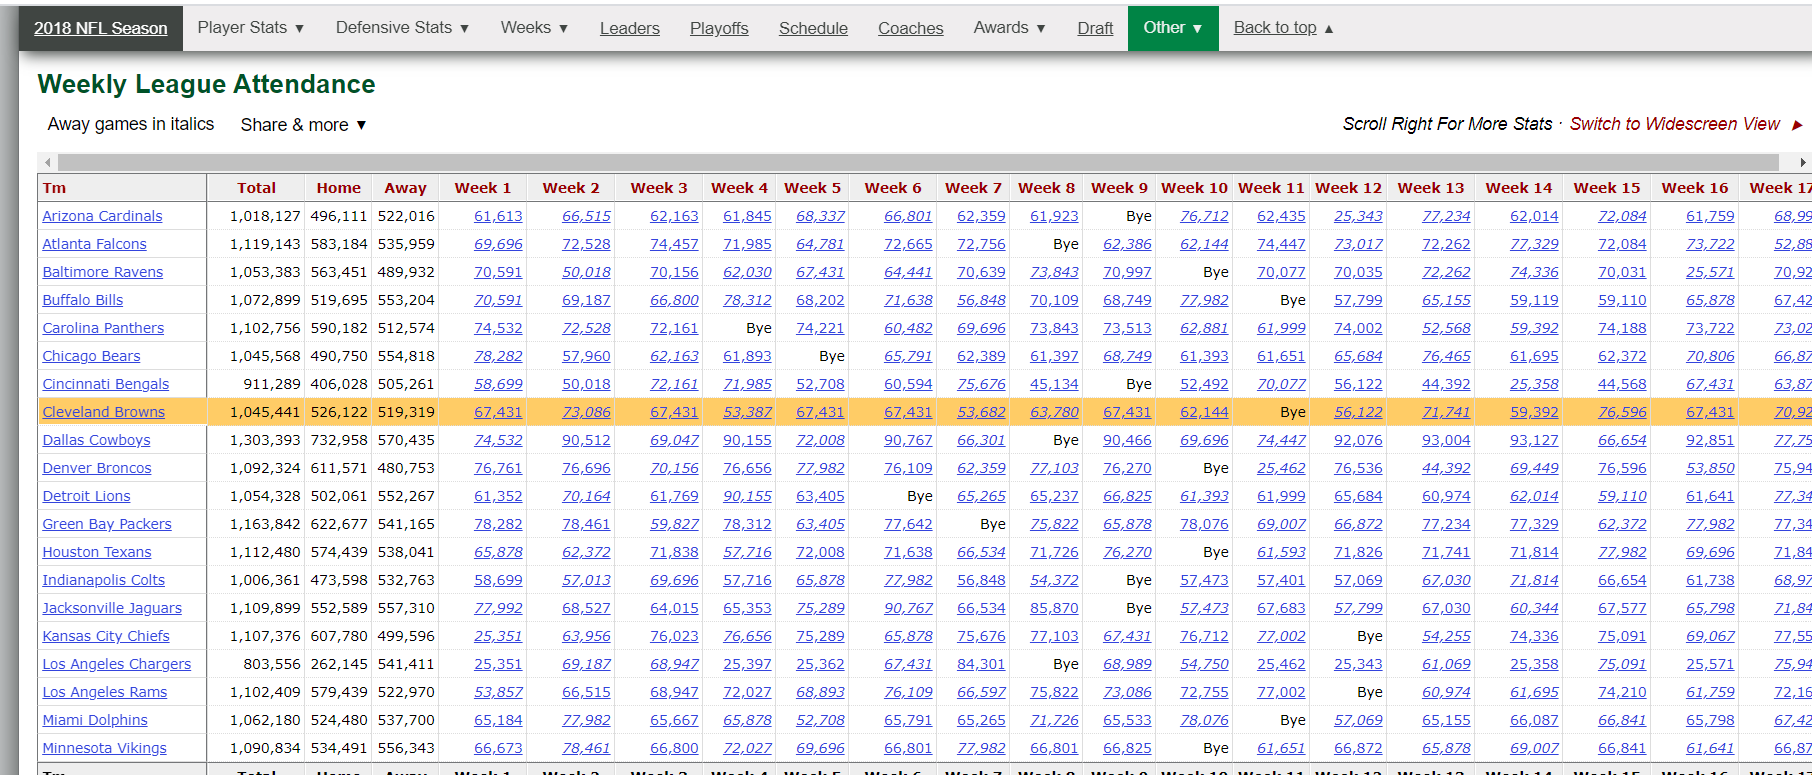 2018 NFL Season Player Stats ▼ Defensive Stats ▼ Weeks ▼ Leaders Playoffs Schedule Coaches Awards ▼ Draft Other ▼ Back to top ▲
Weekly League Attendance
Away games in italics Share & more ▼ Scroll Right For More Stats · Switch to Widescreen View ▶
Tm Total Home Away Week 1 Week 2 Week 3 Week 4 Week 5 Week 6 Week 7 Week 8 Week 9 Week 10 Week 11 Week 12 Week 13 Week 14 Week 15 Week 16 Week 17
Arizona Cardinals 1,018,127 496,111 522,016 61,613 66,515 62,163 61,845 68,337 66,801 62,359 61,923 Bye 76,712 62,435 25,343 77,234 62,014 72,084 61,759 68,99
Atlanta Falcons 1,119,143 583,184 535,959 69,696 72,528 74,457 71,985 64,781 72,665 72,756 Bye 62,386 62,144 74,447 73,017 72,262 77,329 72,084 73,722 52,88
Baltimore Ravens 1,053,383 563,451 489,932 70,591 50,018 70,156 62,030 67,431 64,441 70,639 73,843 70,997 Bye 70,077 70,035 72,262 74,336 70,031 25,571 70,92
Buffalo Bills 1,072,899 519,695 553,204 70,591 69,187 66,800 78,312 68,202 71,638 56,848 70,109 68,749 77,982 Bye 57,799 65,155 59,119 59,110 65,878 67,42
Carolina Panthers 1,102,756 590,182 512,574 74,532 72,528 72,161 Bye 74,221 60,482 69,696 73,843 73,513 62,881 61,999 74,002 52,568 59,392 74,188 73,722 73,02
Chicago Bears 1,045,568 490,750 554,818 78,282 57,960 62,163 61,893 Bye 65,791 62,389 61,397 68,749 61,393 61,651 65,684 76,465 61,695 62,372 70,806 66,87
Cincinnati Bengals 911,289 406,028 505,261 58,699 50,018 72,161 71,985 52,708 60,594 75,676 45,134 Bye 52,492 70,077 56,122 44,392 25,358 44,568 67,431 63,87
Cleveland Browns 1,045,441 526,122 519,319 67,431 73,086 67,431 53,387 67,431 67,431 53,682 63,780 67,431 62,144 Bye 56,122 71,741 59,392 76,596 67,431 70,92
Dallas Cowboys 1,303,393 732,958 570,435 74,532 90,512 69,047 90,155 72,008 90,767 66,301 Bye 90,466 69,696 74,447 92,076 93,004 93,127 66,654 92,851 77,75
Denver Broncos 1,092,324 611,571 480,753 76,761 76,696 70,156 76,656 77,982 76,109 62,359 77,103 76,270 Bye 25,462 76,536 44,392 69,449 76,596 53,850 75,94
Detroit Lions 1,054,328 502,061 552,267 61,352 70,164 61,769 90,155 63,405 Bye 65,265 65,237 66,825 61,393 61,999 65,684 60,974 62,014 59,110 61,641 77,34
Green Bay Packers 1,163,842 622,677 541,165 78,282 78,461 59,827 78,312 63,405 77,642 Bye 75,822 65,878 78,076 69,007 66,872 77,234 77,329 62,372 77,982 77,34
Houston Texans 1,112,480 574,439 538,041 65,878 62,372 71,838 57,716 72,008 71,638 66,534 71,726 76,270 Bye 61,593 71,826 71,741 71,814 77,982 69,696 71,84
Indianapolis Colts 1,006,361 473,598 532,763 58,699 57,013 69,696 57,716 65,878 77,982 56,848 54,372 Bye 57,473 57,401 57,069 67,030 71,814 66,654 61,738 68,97
Jacksonville Jaguars 1,109,899 552,589 557,310 77,992 68,527 64,015 65,353 75,289 90,767 66,534 85,870 Bye 57,473 67,683 57,799 67,030 60,344 67,577 65,798 71,84
Kansas City Chiefs 1,107,376 607,780 499,596 25,351 63,956 76,023 76,656 75,289 65,878 75,676 77,103 67,431 76,712 77,002 Bye 54,255 74,336 75,091 69,067 77,55
Los Angeles Chargers 803,556 262,145 541,411 25,351 69,187 68,947 25,397 25,362 67,431 84,301 Bye 68,989 54,750 25,462 25,343 61,069 25,358 75,091 25,571 75,94
Los Angeles Rams 1,102,409 579,439 522,970 53,857 66,515 68,947 72,027 68,893 76,109 66,597 75,822 73,086 72,755 77,002 Bye 60,974 61,695 74,210 61,759 72,16
Miami Dolphins 1,062,180 524,480 537,700 65,184 77,982 65,667 65,878 52,708 65,791 65,265 71,726 65,533 78,076 Bye 57,069 65,155 66,087 66,841 65,798 67,42
Minnesota Vikings 1,090,834 534,491 556,343 66,673 78,461 66,800 72,027 69,696 66,801 77,982 66,801 66,825 Bye 61,651 66,872 65,878 69,007 66,841 61,641 66,87
Tm Total Home Away Week 1 Week 2 Week 3 Week 4 Week 5 Week 6 Week 7 Week 8 Week 9 Week 10 Week 11 Week 12 Week 13 Week 14 Week 15 Week 16 Week 17